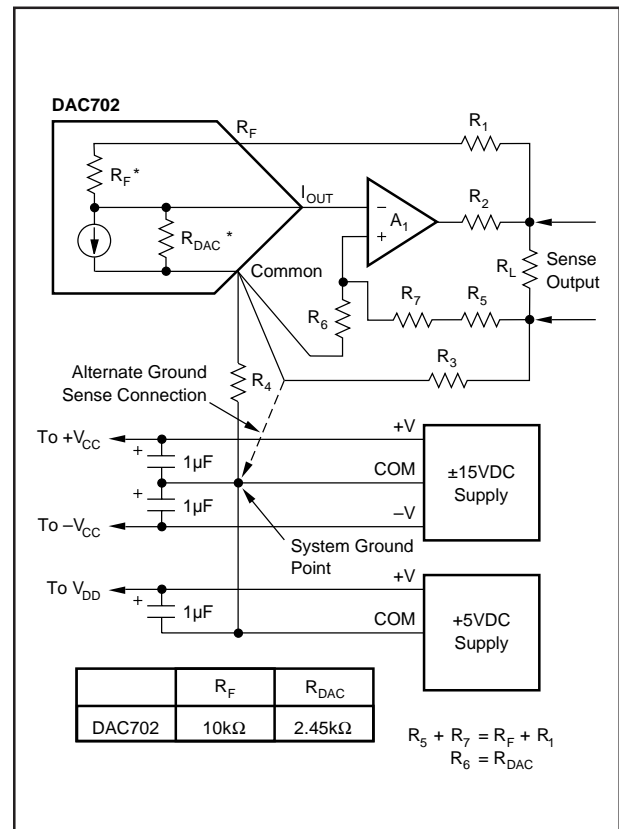 DAC702
R_F
R_1
R_F *
I_OUT
R_2
−
A_1
+
R_DAC *
R_L
Sense
Output
Common
R_7
R_5
R_6
R_3
Alternate Ground
Sense Connection
R_4
To +V_CC
+V
+
1µF
COM
±15VDC
Supply
+
1µF
To −V_CC
−V
System Ground
Point
To V_DD
+V
+
1µF
COM
+5VDC
Supply
R_F R_DAC
DAC702 10kΩ 2.45kΩ
R_5 + R_7 = R_F + R_1
R_6 = R_DAC